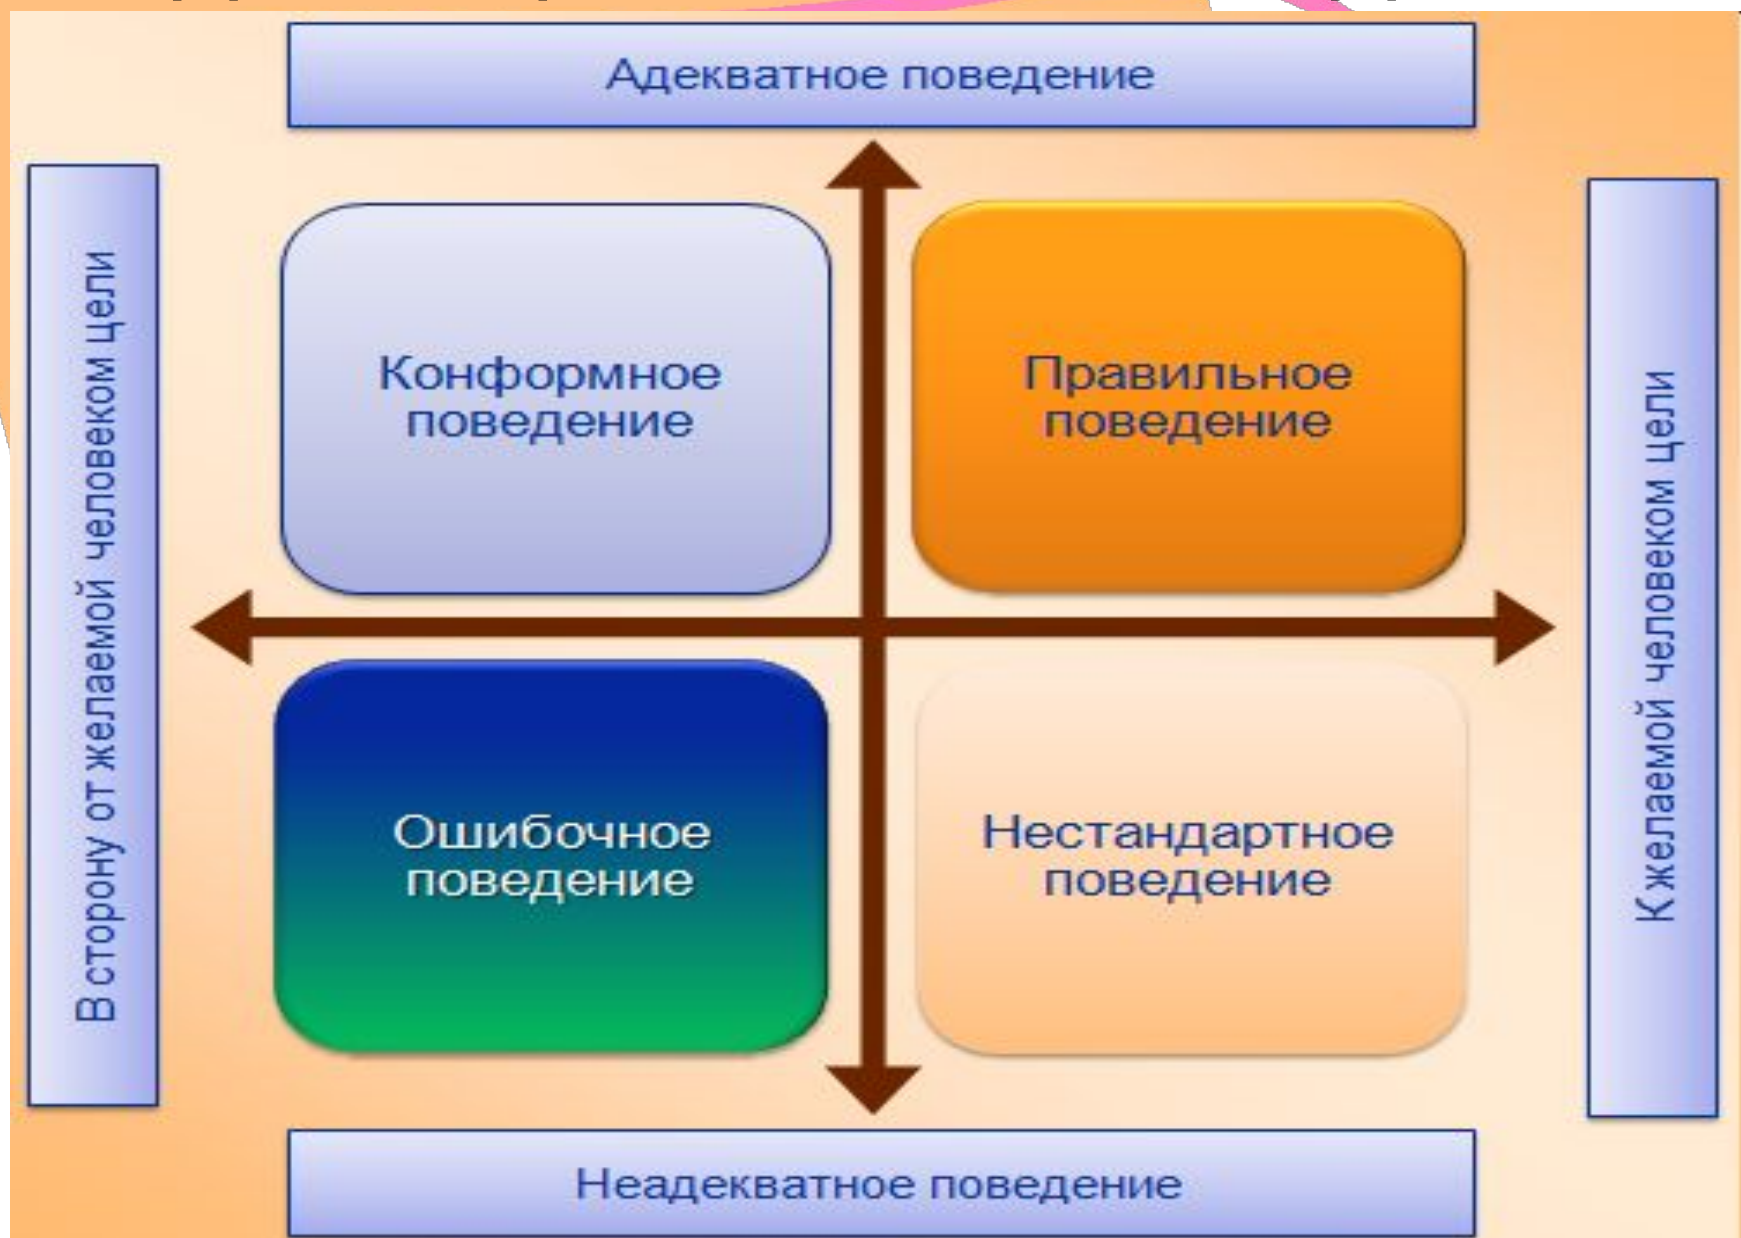 Адекватное поведение
В сторону от желаемой человеком цели
Конформное
поведение
Правильное
поведение
К желаемой человеком цели
Ошибочное
поведение
Нестандартное
поведение
Неадекватное поведение